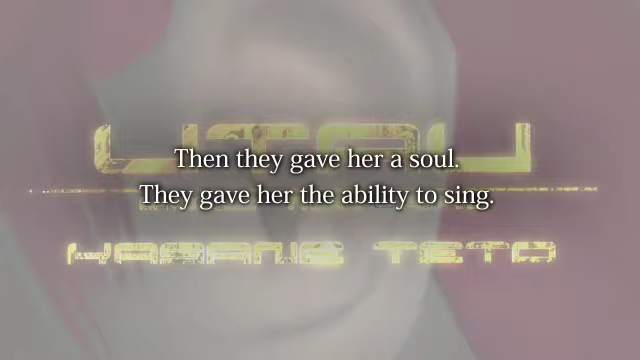 UTAU
Then they gave her a soul.
They gave her the ability to sing.
KASANE TETO